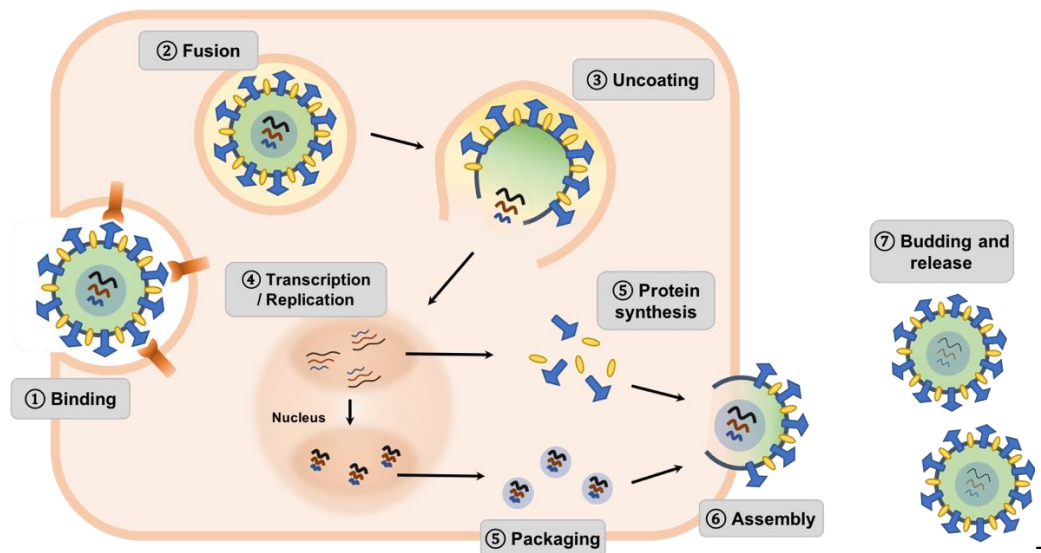 ② Fusion
③ Uncoating
① Binding
④ Transcription
/ Replication
Nucleus
⑤ Protein
synthesis
⑤ Packaging
⑥ Assembly
⑦ Budding and
release